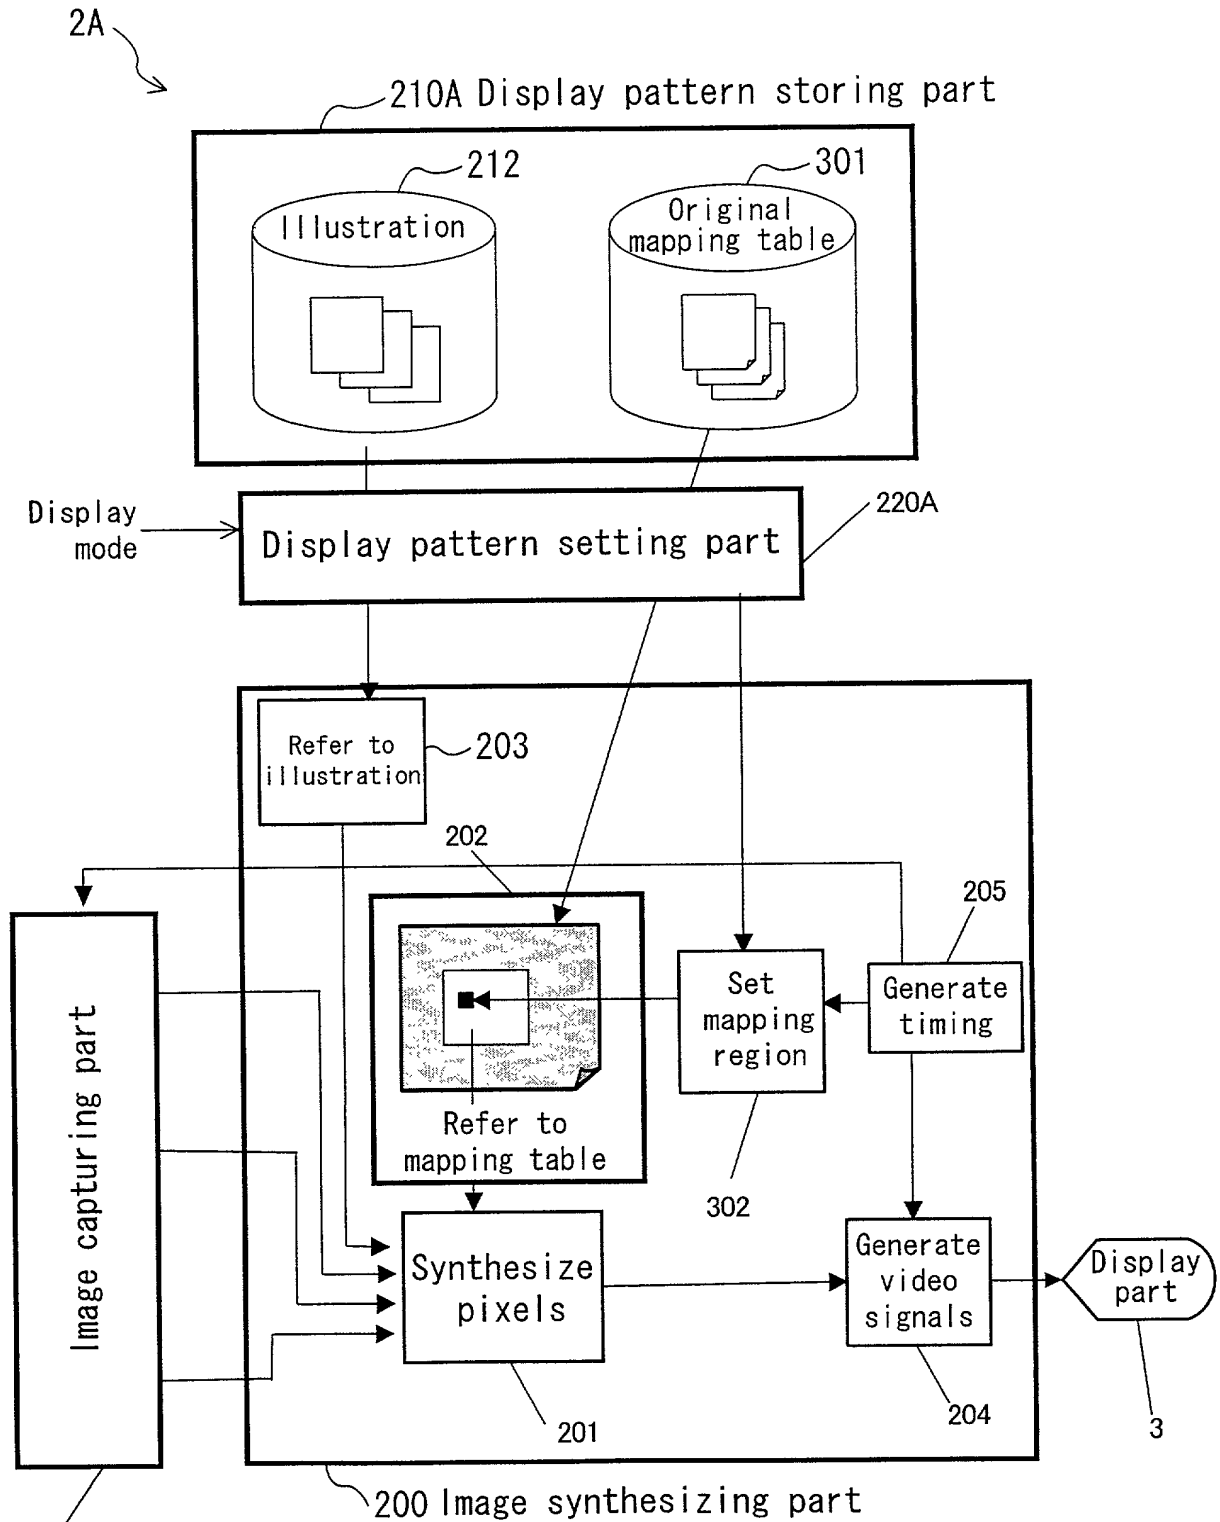 2A
210A Display pattern storing part
212
301
Illustration
Original
mapping table
Display
mode
220A
Display pattern setting part
Refer to
illustration
203
202
205
Image capturing part
Set
mapping
region
Generate
timing
Refer to
mapping table
302
Synthesize
pixels
Generate
video
signals
Display
part
201
204
3
200 Image synthesizing part